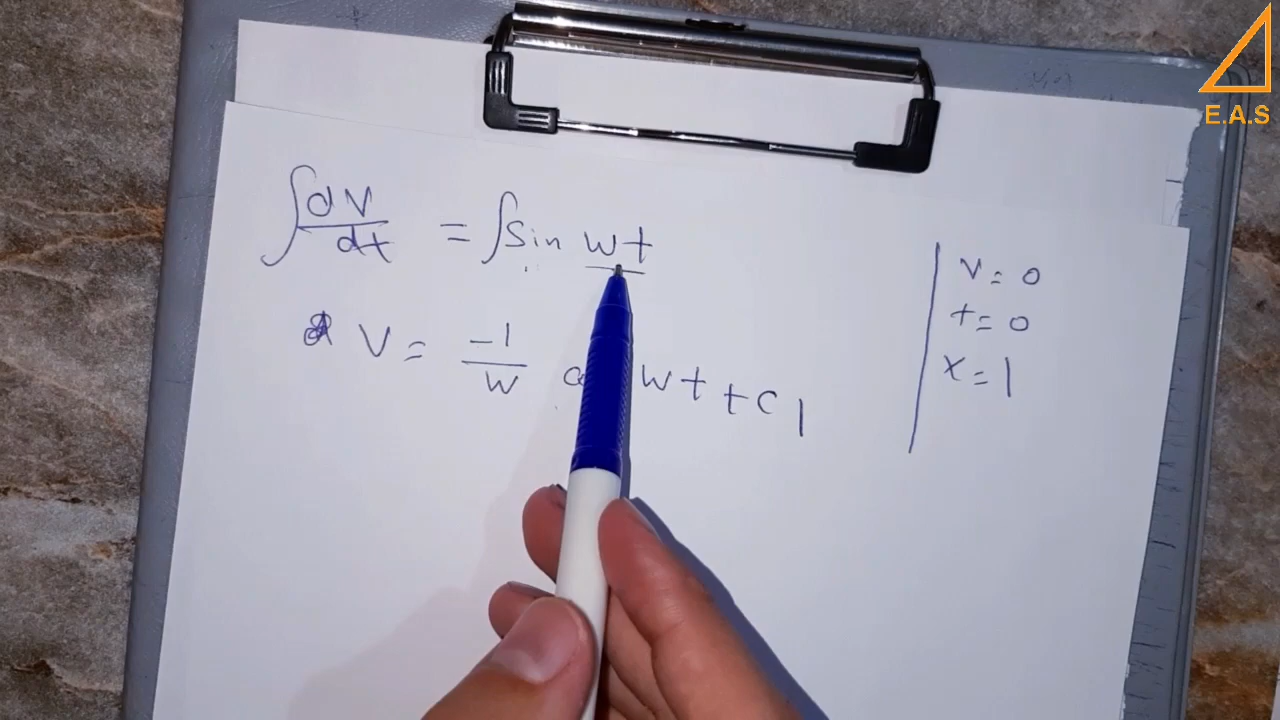 ∫ dV/dt = ∫ sin wt
V = -1/w wt + C1
V = 0
t = 0
x = 1
E.A.S